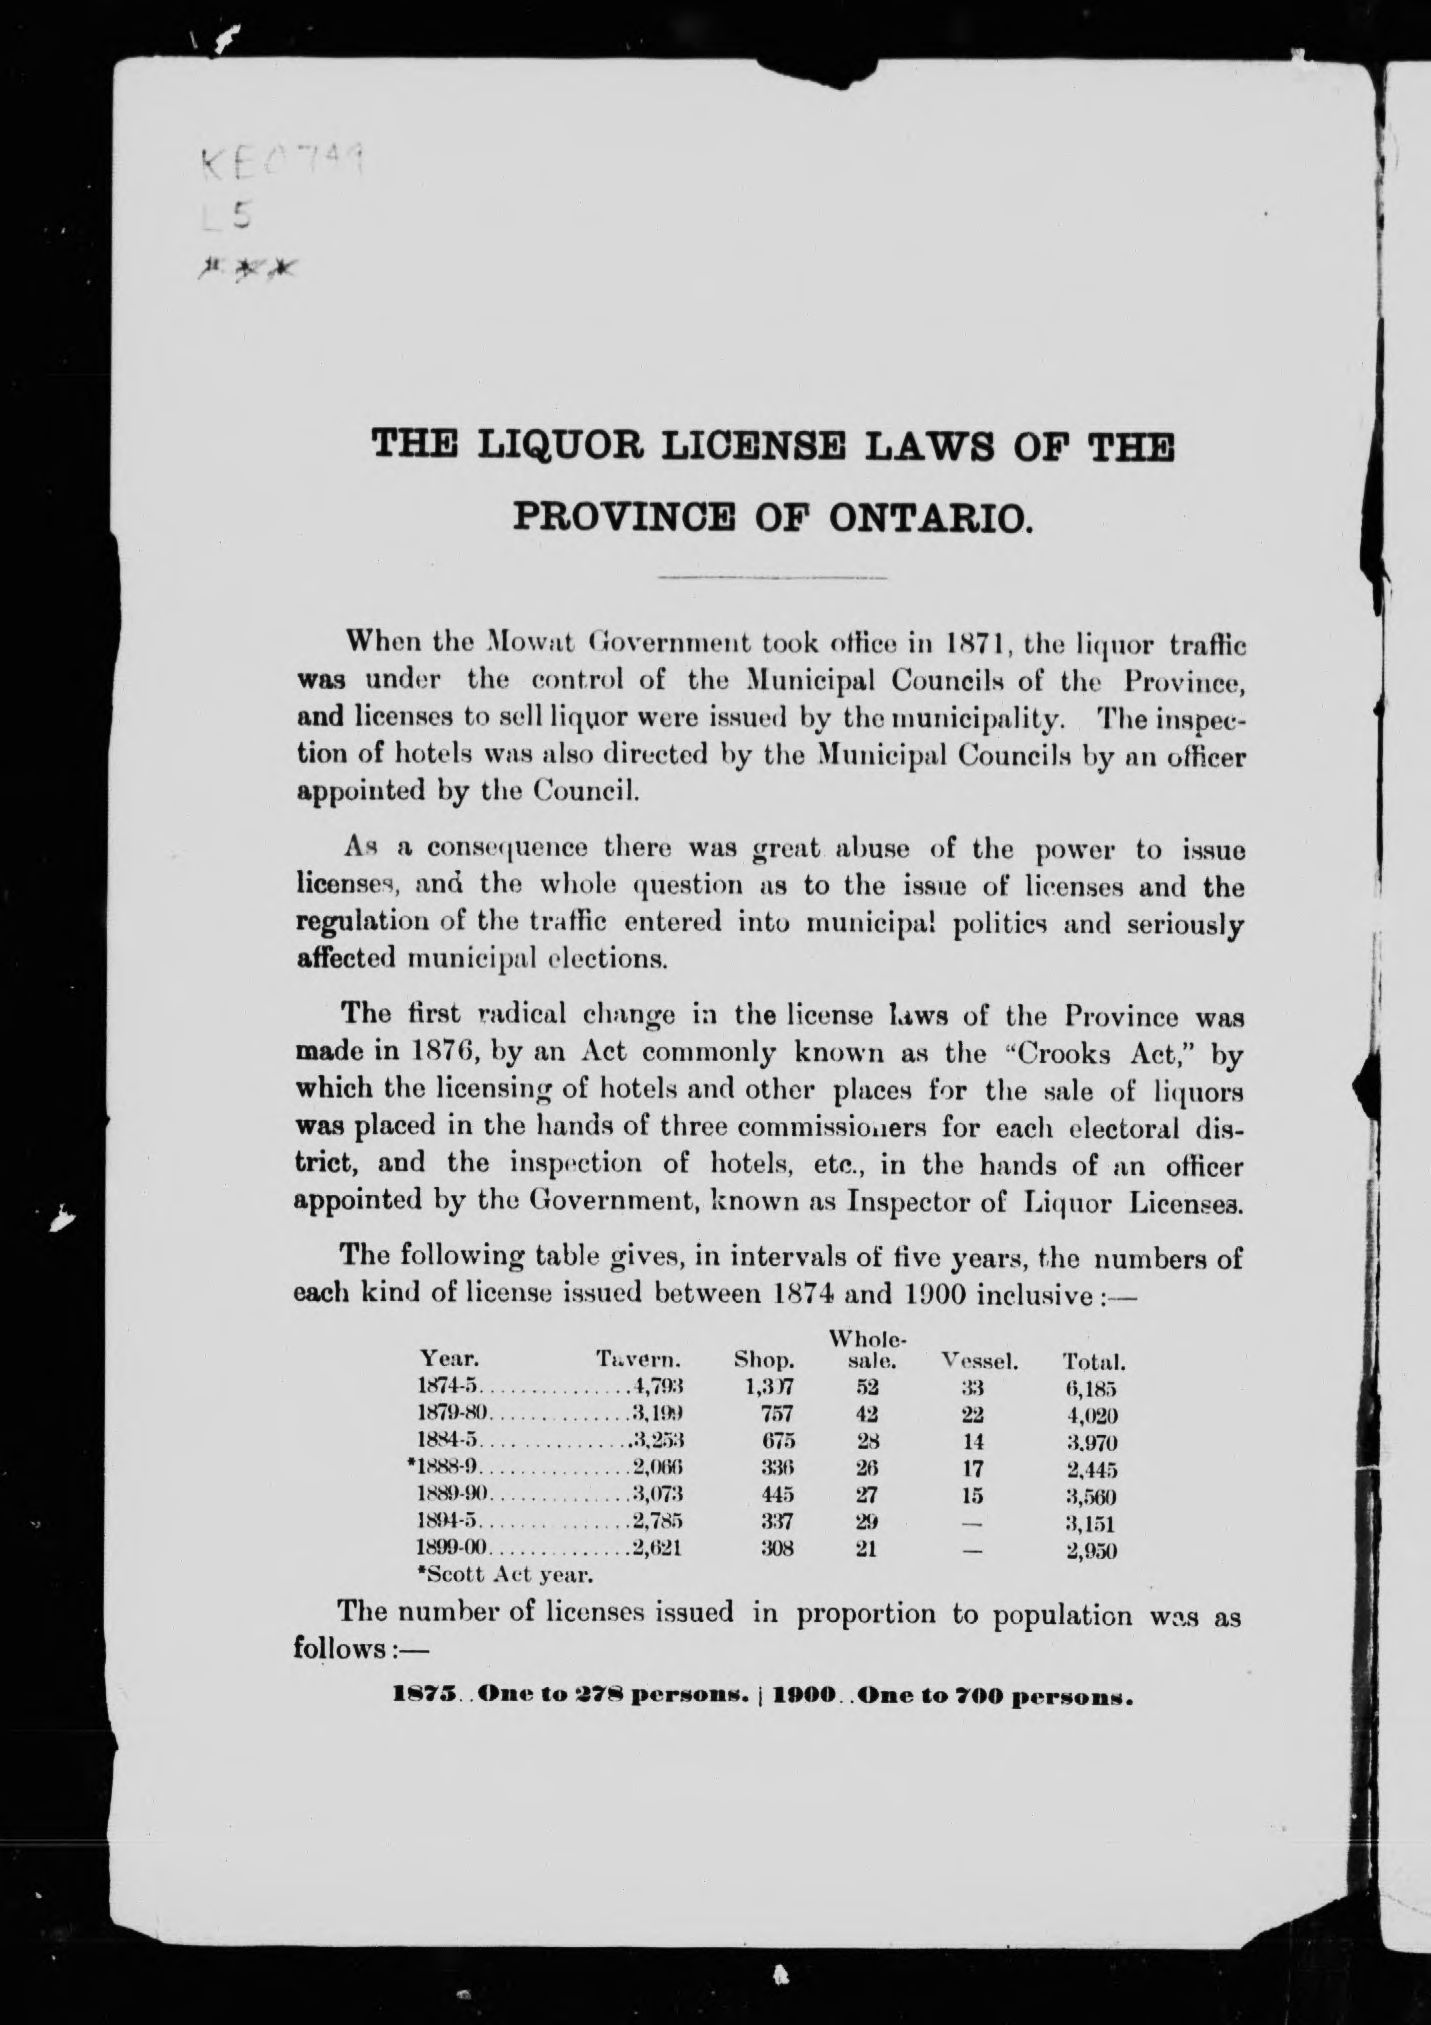 KEO749
L5
***
THE LIQUOR LICENSE LAWS OF THE
PROVINCE OF ONTARIO.
When the Mowat Government took office in 1871, the liquor traffic
was under the control of the Municipal Councils of the Province,
and licenses to sell liquor were issued by the municipality. The inspec-
tion of hotels was also directed by the Municipal Councils by an officer
appointed by the Council.
As a consequence there was great abuse of the power to issue
licenses, and the whole question as to the issue of licenses and the
regulation of the traffic entered into municipal politics and seriously
affected municipal elections.
The first radical change in the license laws of the Province was
made in 1876, by an Act commonly known as the "Crooks Act," by
which the licensing of hotels and other places for the sale of liquors
was placed in the hands of three commissioners for each electoral dis-
trict, and the inspection of hotels, etc., in the hands of an officer
appointed by the Government, known as Inspector of Liquor Licenses.
The following table gives, in intervals of five years, the numbers of
each kind of license issued between 1874 and 1900 inclusive:—
Year. Tavern. Shop. Whole-sale. Vessel. Total.
1874-5................4,793 1,307 52 33 6,185
1879-80..............3,199 757 42 22 4,020
1884-5................3,253 675 28 14 3.970
*1888-9...............2,066 336 26 17 2,445
1889-90..............3,073 445 27 15 3,560
1894-5................2,785 337 29 — 3,151
1899-00..............2,621 308 21 — 2,950
*Scott Act year.
The number of licenses issued in proportion to population was as
follows:—
1875..One to 278 persons. | 1900..One to 700 persons.